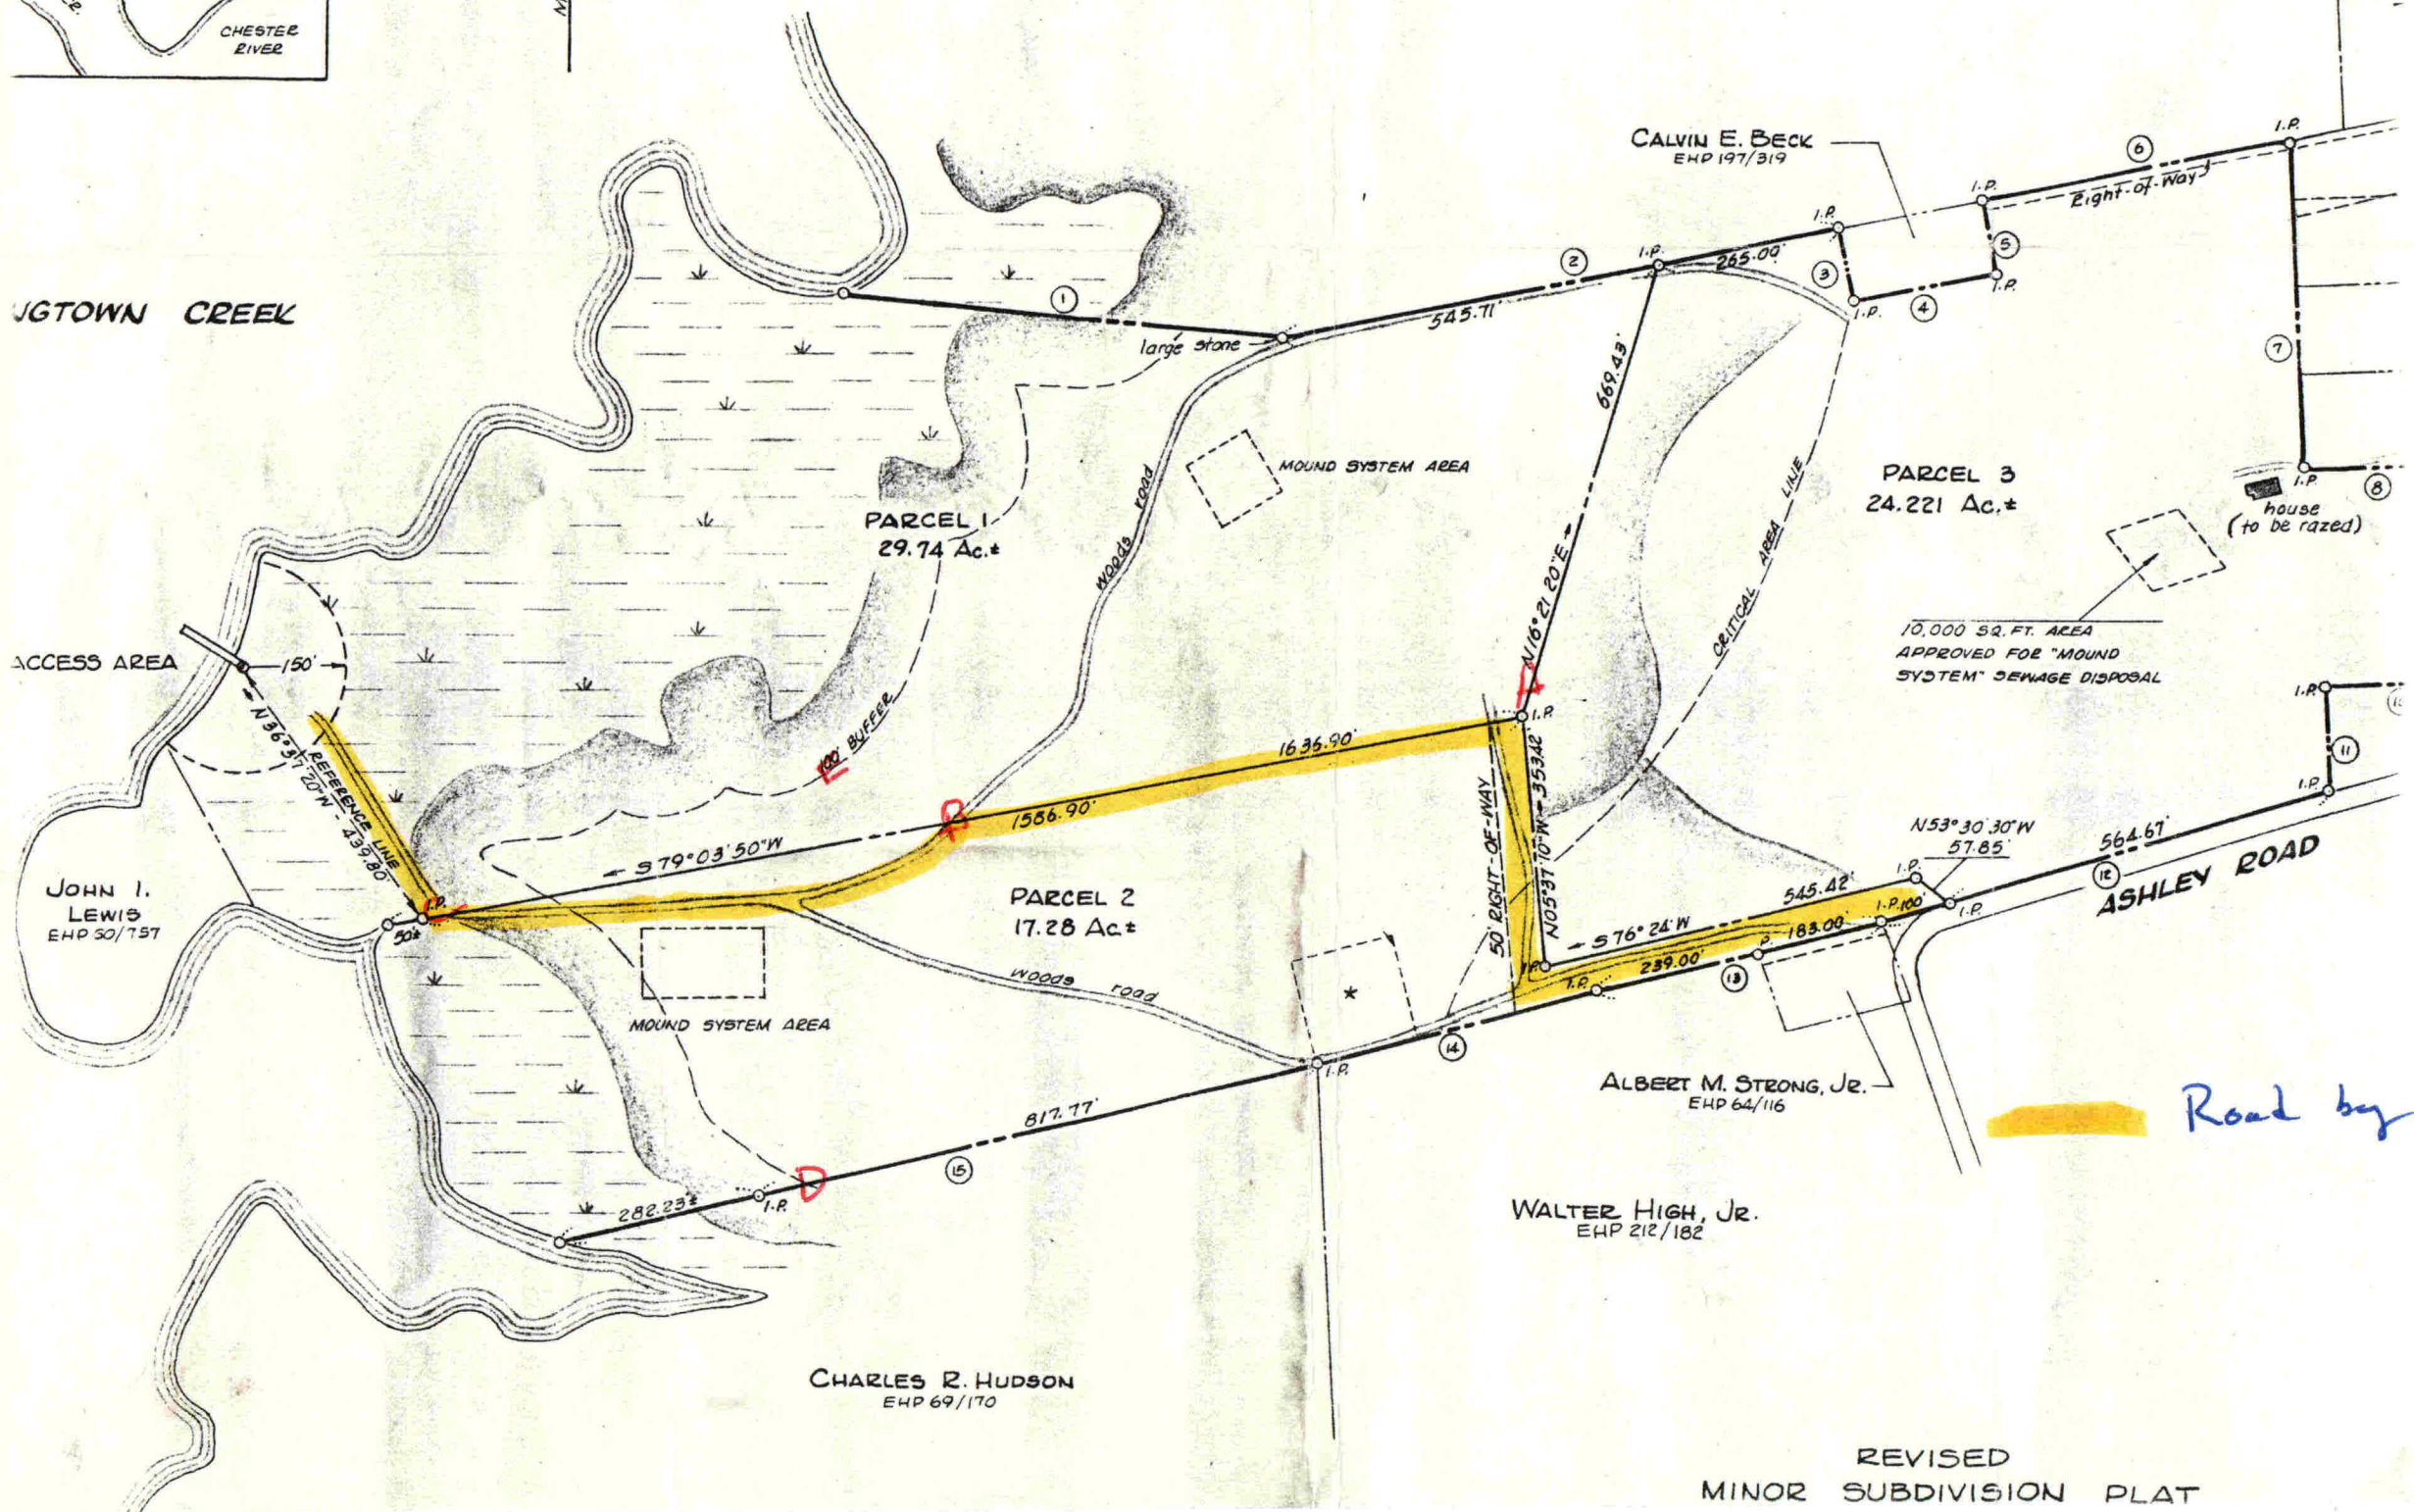 CHESTER
RIVER
CALVIN E. BECK
EHP 197/319
I.P.
6
Right-of-Way
I.P.
I.P.
5
3
I.P.
4
I.P.
I.P.
2
265.00'
545.71'
1
large stone
7
CREEK
669.43'
MOUND SYSTEM AREA
woods road
PARCEL 1
29.74 Ac.±
PARCEL 3
24.221 Ac.±
CRITICAL AREA LINE
I.P.
8
house
(to be razed)
N16°21'20"E
10,000 SQ. FT. AREA
APPROVED FOR "MOUND
SYSTEM" SEWAGE DISPOSAL
ACCESS AREA
150'
N36°37'20"W - 439.80'
REFERENCE LINE
100' BUFFER
I.P.
I.P.
11
I.P.
1635.90'
1586.90'
S79°03'50"W
B
50' RIGHT-OF-WAY
N05°37'10"W - 353.42'
N53°30'30"W
57.85'
564.67'
12
ASHLEY ROAD
JOHN I.
LEWIS
EHP 50/757
I.P.
50'±
PARCEL 2
17.28 Ac±
545.42'
I.P.
I.P.
100'
I.P.
S76°24'W
183.00'
239.00'
13
I.P.
I.P.
MOUND SYSTEM AREA
woods road
*
14
I.P.
ALBERT M. STRONG, JR.
EHP 64/116
Road by
817.77'
15
D
282.23'±
I.P.
WALTER HIGH, JR.
EHP 212/182
CHARLES R. HUDSON
EHP 69/170
REVISED
MINOR SUBDIVISION PLAT